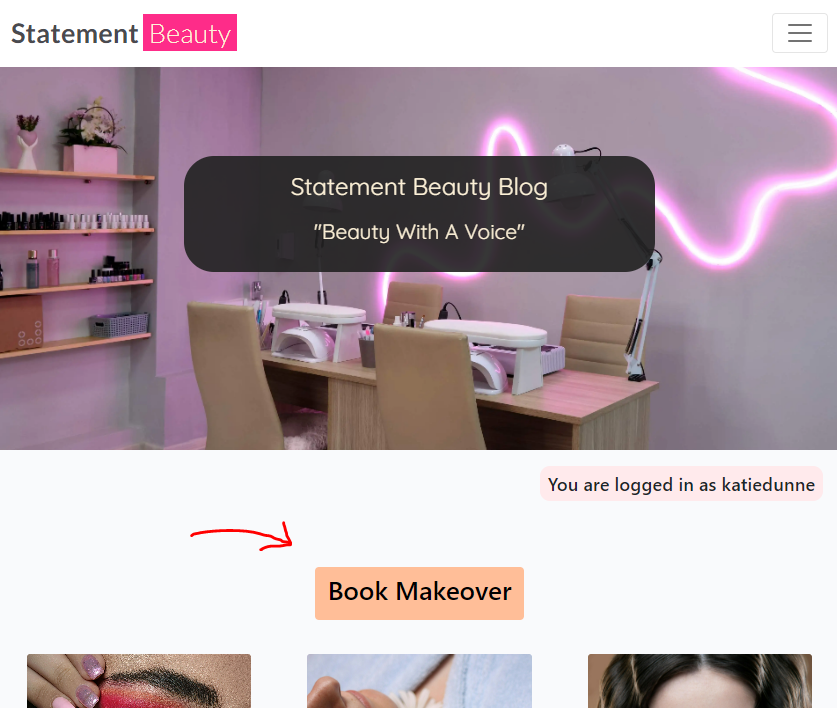 Statement Beauty
Statement Beauty Blog
"Beauty With A Voice"
You are logged in as katiedunne
Book Makeover